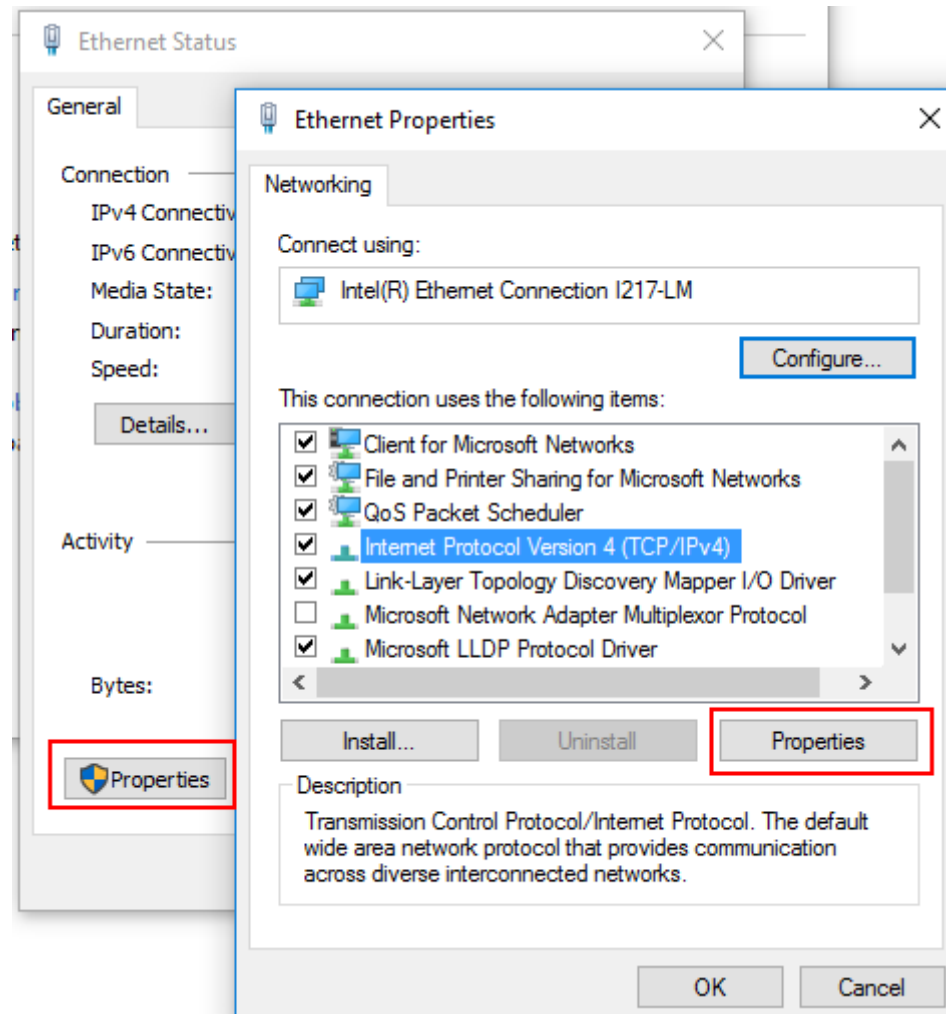 Ethernet Status
General
Connection
IPv4 Connectiv
IPv6 Connectiv
Media State:
Duration:
Speed:
Details...
Activity
Bytes:
Properties
Ethernet Properties
Networking
Connect using:
Intel(R) Ethernet Connection I217-LM
Configure...
This connection uses the following items:
Client for Microsoft Networks
File and Printer Sharing for Microsoft Networks
QoS Packet Scheduler
Internet Protocol Version 4 (TCP/IPv4)
Link-Layer Topology Discovery Mapper I/O Driver
Microsoft Network Adapter Multiplexor Protocol
Microsoft LLDP Protocol Driver
Install...
Uninstall
Properties
Description
Transmission Control Protocol/Internet Protocol. The default
wide area network protocol that provides communication
across diverse interconnected networks.
OK
Cancel